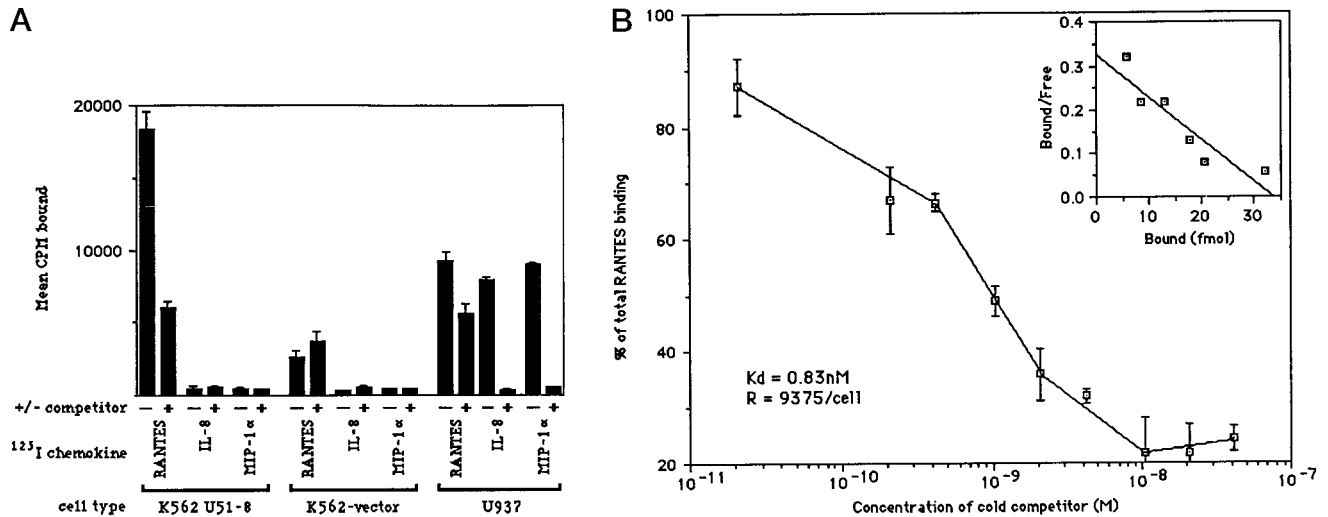 A
20000
10000
Mean CPM bound
+/- competitor
− + − + − + − + − + − + − + − + − +
125I chemokine
RANTES
IL-8
MIP-1α
RANTES
IL-8
MIP-1α
RANTES
IL-8
MIP-1α
cell type
K562 U51-8
K562-vector
U937
B
100
80
60
40
20
% of total RANTES binding
Kd = 0.83nM
R = 9375/cell
10-11
10-10
10-9
10-8
10-7
Concentration of cold competitor (M)
0.4
0.3
0.2
0.1
0.0
Bound/Free
0
10
20
30
Bound (fmol)